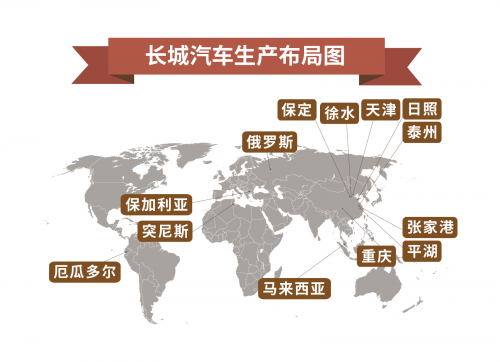 长城汽车生产布局图
保定
徐水
天津
日照
泰州
俄罗斯
保加利亚
突尼斯
张家港
平湖
重庆
厄瓜多尔
马来西亚